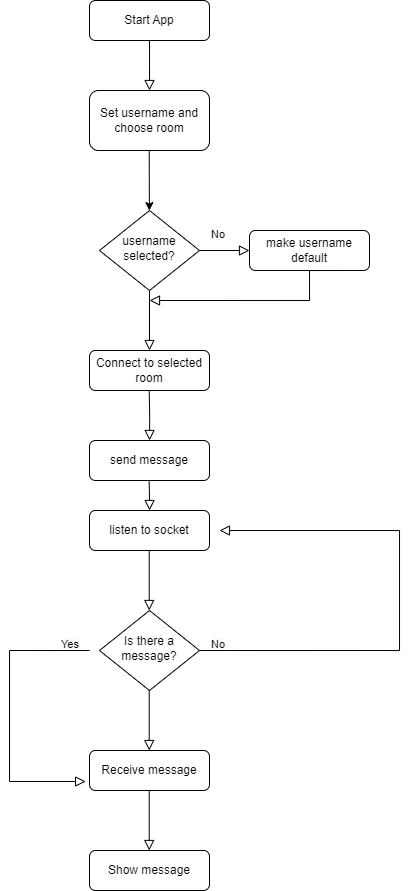 Start App
Set username and
choose room
username
selected?
No
make username
default
Connect to selected
room
send message
listen to socket
Is there a
message?
Yes
No
Receive message
Show message